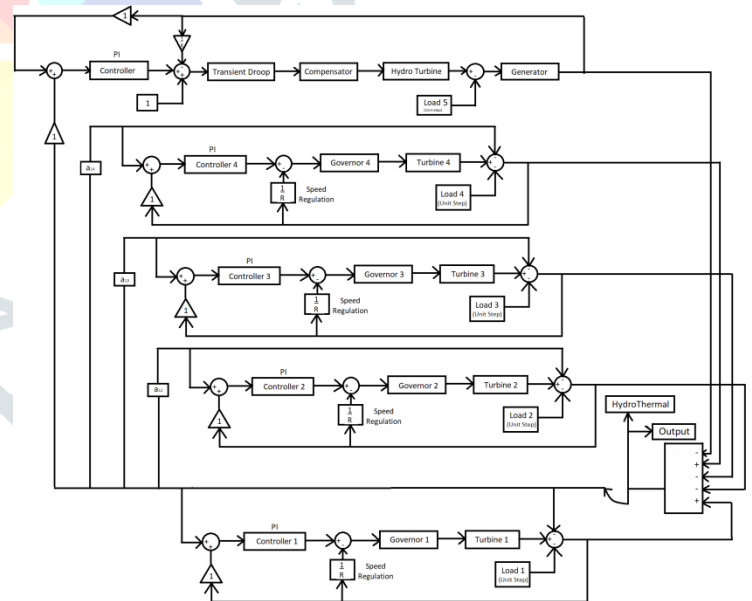 1
PI
Controller
Transient Droop
Compensator
Hydro Turbine
Generator
1
Load 5
(Unit Step)
1
PI
Controller 4
Governor 4
Turbine 4
1
1
R
Speed
Regulation
Load 4
(Unit Step)
PI
Controller 3
Governor 3
Turbine 3
1
1
R
Speed
Regulation
Load 3
(Unit Step)
PI
Controller 2
Governor 2
Turbine 2
1
1
R
Speed
Regulation
Load 2
(Unit Step)
HydroThermal
Output
-
+
-
-
+
PI
Controller 1
Governor 1
Turbine 1
1
1
R
Speed
Regulation
Load 1
(Unit Step)